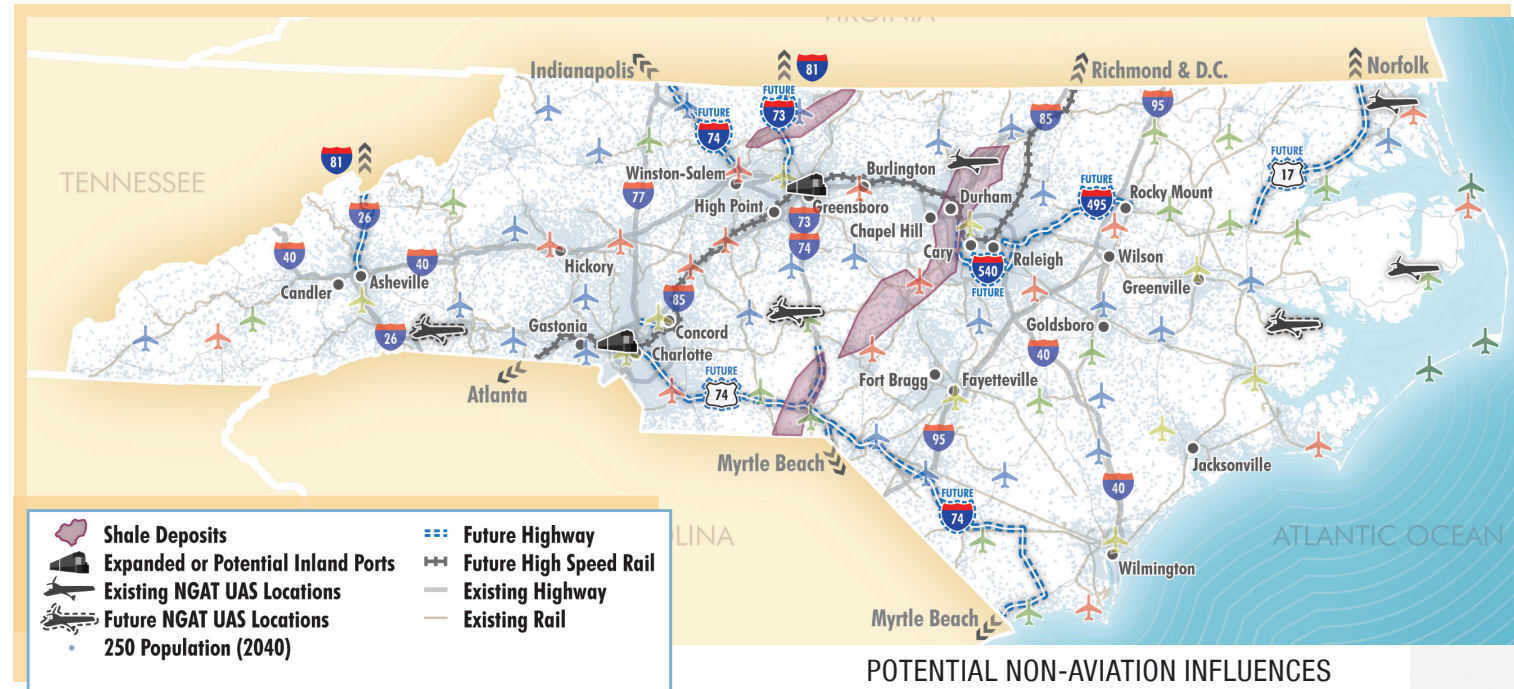 VIRGINIA
Indianapolis
81
Richmond & D.C.
Norfolk
FUTURE
74
FUTURE
73
85
95
81
TENNESSEE
26
40
Asheville
Candler
40
26
77
Hickory
Winston-Salem
High Point
Greensboro
73
74
Burlington
Chapel Hill
Durham
Cary
Raleigh
540
FUTURE
495
FUTURE
Rocky Mount
FUTURE
17
Wilson
Greenville
Goldsboro
40
85
Concord
Gastonia
Charlotte
Atlanta
FUTURE
74
Fort Bragg
Fayetteville
95
Myrtle Beach
Jacksonville
40
FUTURE
74
Wilmington
Myrtle Beach
ATLANTIC OCEAN
LINA
Shale Deposits
Expanded or Potential Inland Ports
Existing NGAT UAS Locations
Future NGAT UAS Locations
250 Population (2040)
Future Highway
Future High Speed Rail
Existing Highway
Existing Rail
POTENTIAL NON-AVIATION INFLUENCES